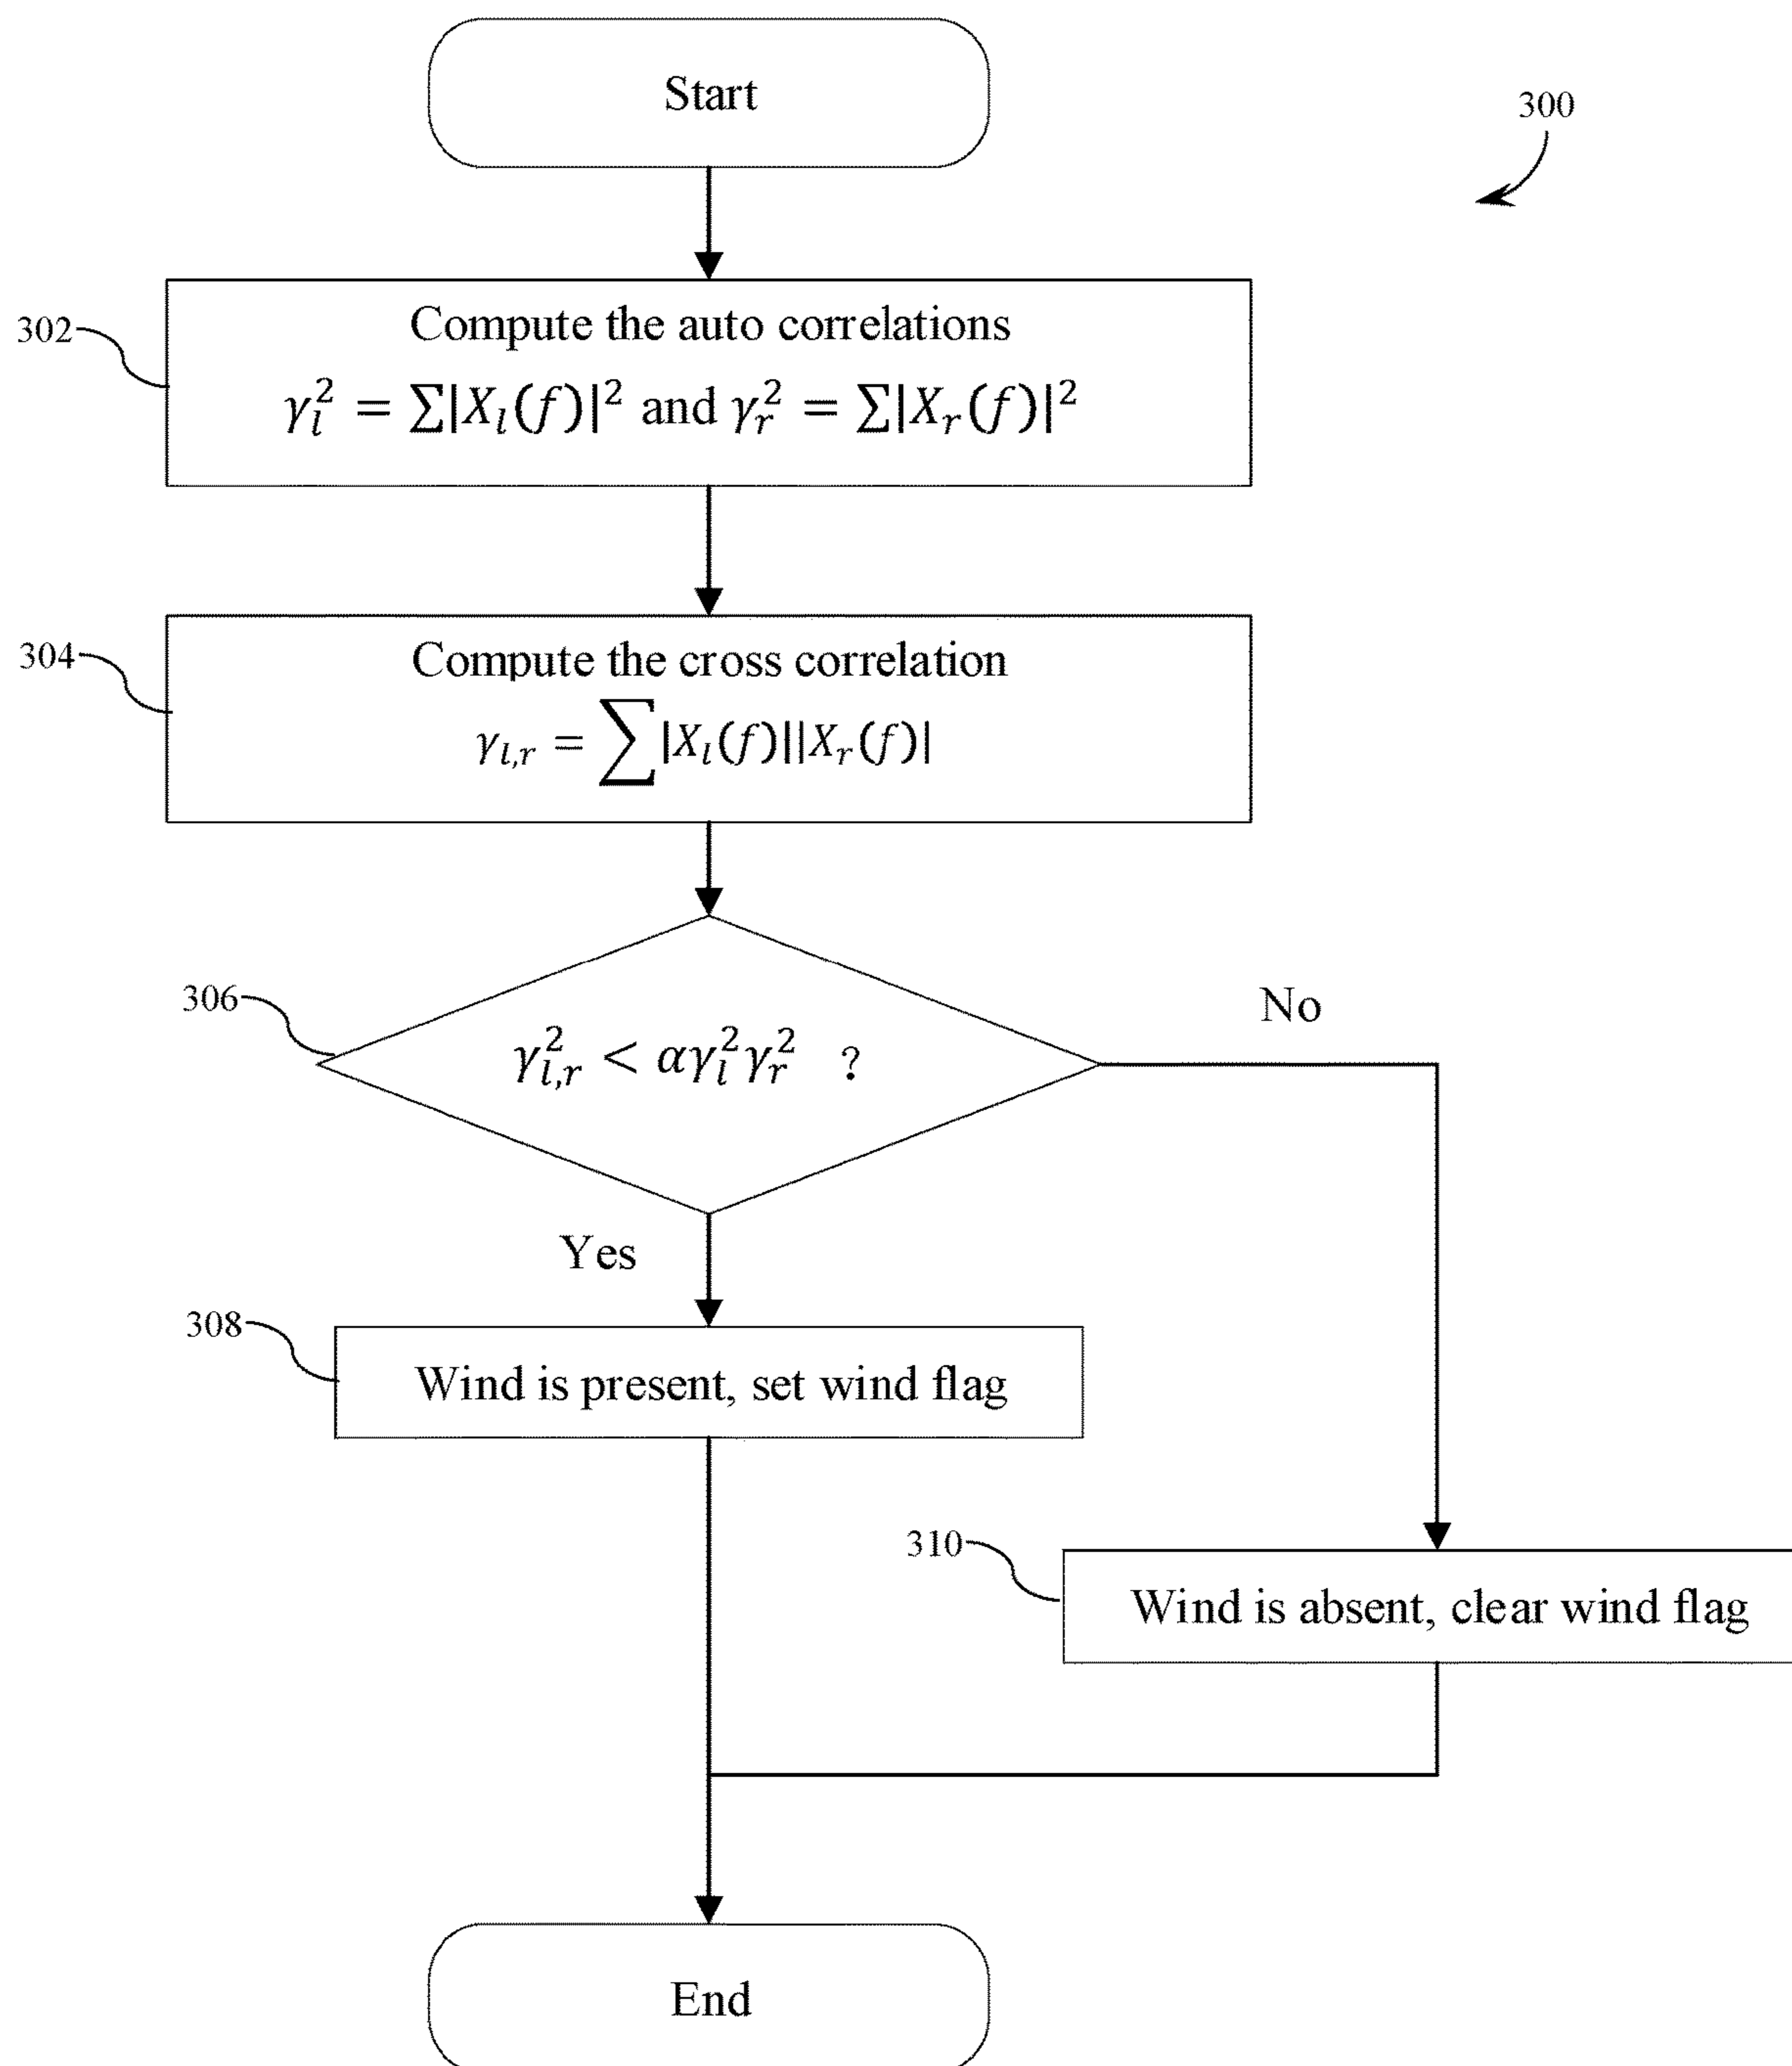 Start
300
302
Compute the auto correlations
γ_l^2 = ∑|X_l(f)|^2 and γ_r^2 = ∑|X_r(f)|^2
304
Compute the cross correlation
γ_{l,r} = ∑|X_l(f)||X_r(f)|
306
γ_{l,r}^2 < αγ_l^2γ_r^2 ?
No
Yes
308
Wind is present, set wind flag
310
Wind is absent, clear wind flag
End